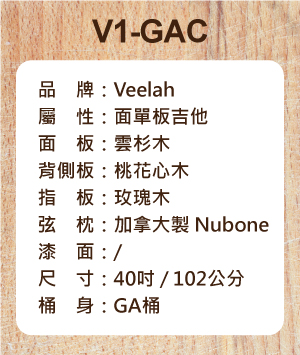 V1-GAC
品　牌：Veelah
屬　性：面單板吉他
面　板：雲杉木
背側板：桃花心木
指　板：玫瑰木
弦　枕：加拿大製 Nubone
漆　面：/
尺　寸：40吋 / 102公分
桶　身：GA桶